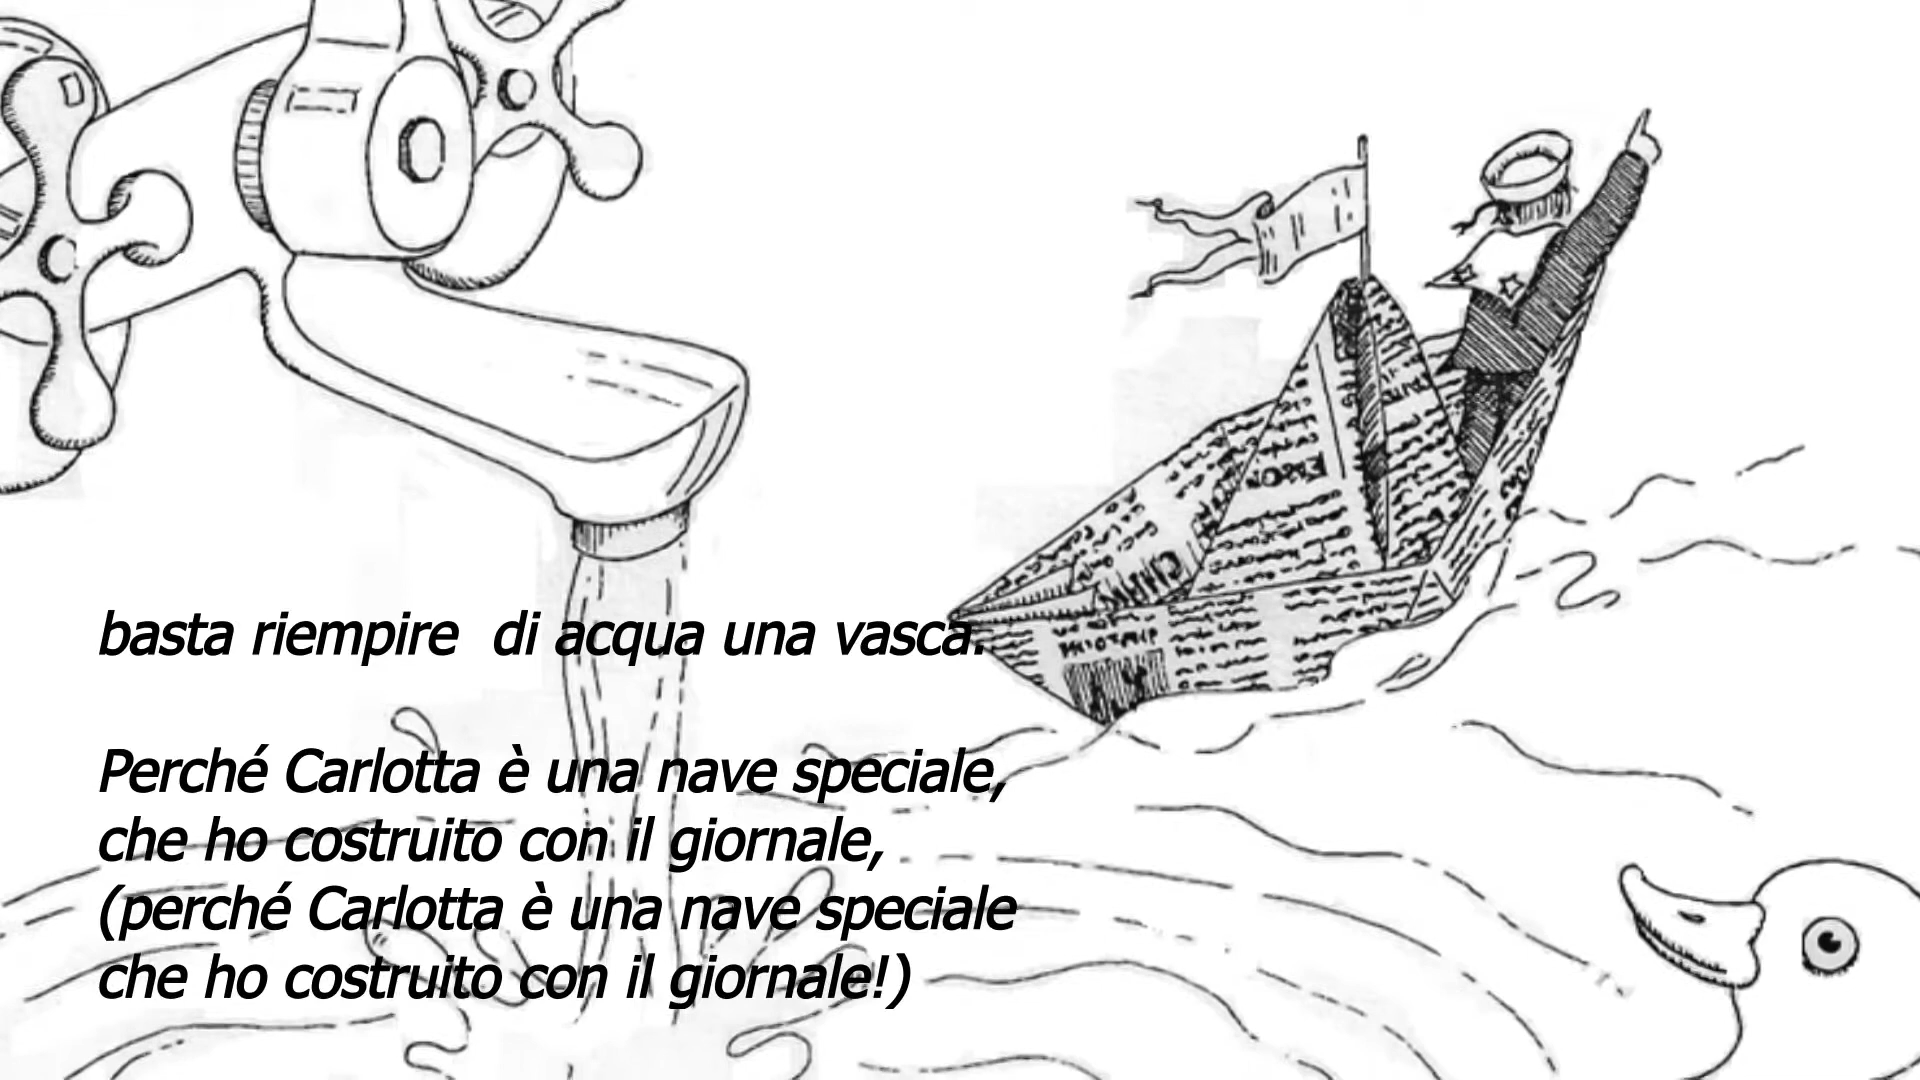 basta riempire  di acqua una vasca.
Perché Carlotta è una nave speciale,
che ho costruito con il giornale,
(perché Carlotta è una nave speciale
che ho costruito con il giornale!)